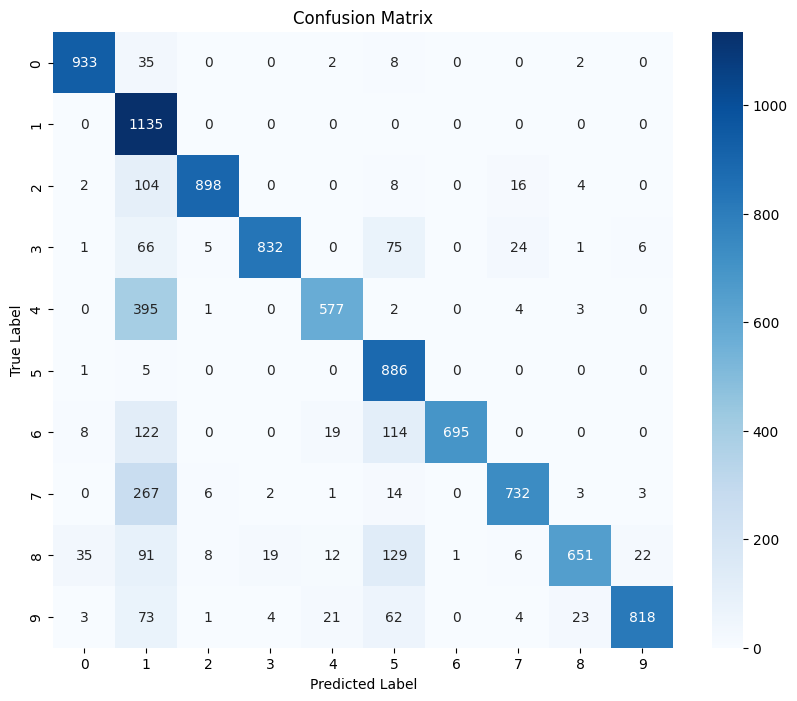 Confusion Matrix
0 933 35 0 0 2 8 0 0 2 0
1 0 1135 0 0 0 0 0 0 0 0
2 2 104 898 0 0 8 0 16 4 0
3 1 66 5 832 0 75 0 24 1 6
4 0 395 1 0 577 2 0 4 3 0
5 1 5 0 0 0 886 0 0 0 0
6 8 122 0 0 19 114 695 0 0 0
7 0 267 6 2 1 14 0 732 3 3
8 35 91 8 19 12 129 1 6 651 22
9 3 73 1 4 21 62 0 4 23 818
0 1 2 3 4 5 6 7 8 9
Predicted Label
True Label
1000
800
600
400
200
0